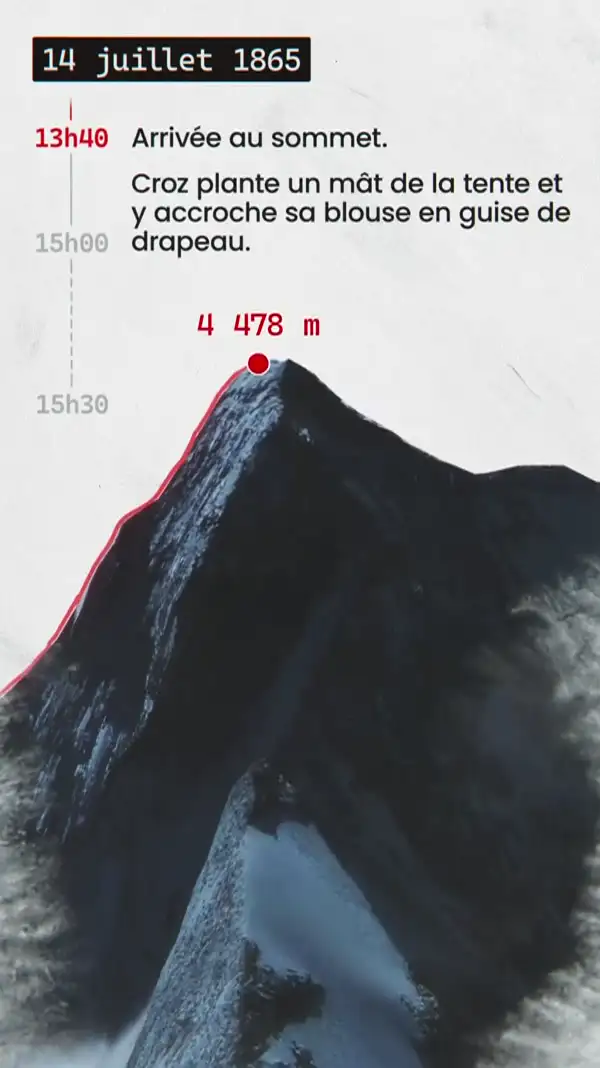 14 juillet 1865
13h40 Arrivée au sommet.
Croz plante un mât de la tente et
y accroche sa blouse en guise de
15h00 drapeau.
4 478 m
15h30